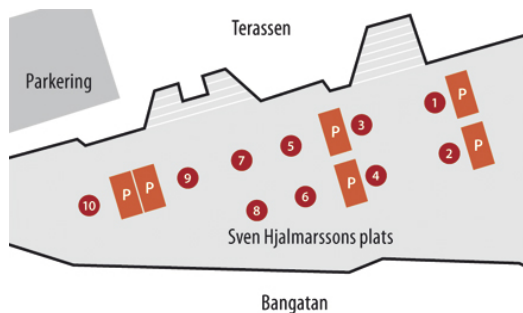 Terassen
Parkering
1
P
P
2
3
P
4
P
5
6
7
8
9
P
P
10
Sven Hjalmarssons plats
Bangatan